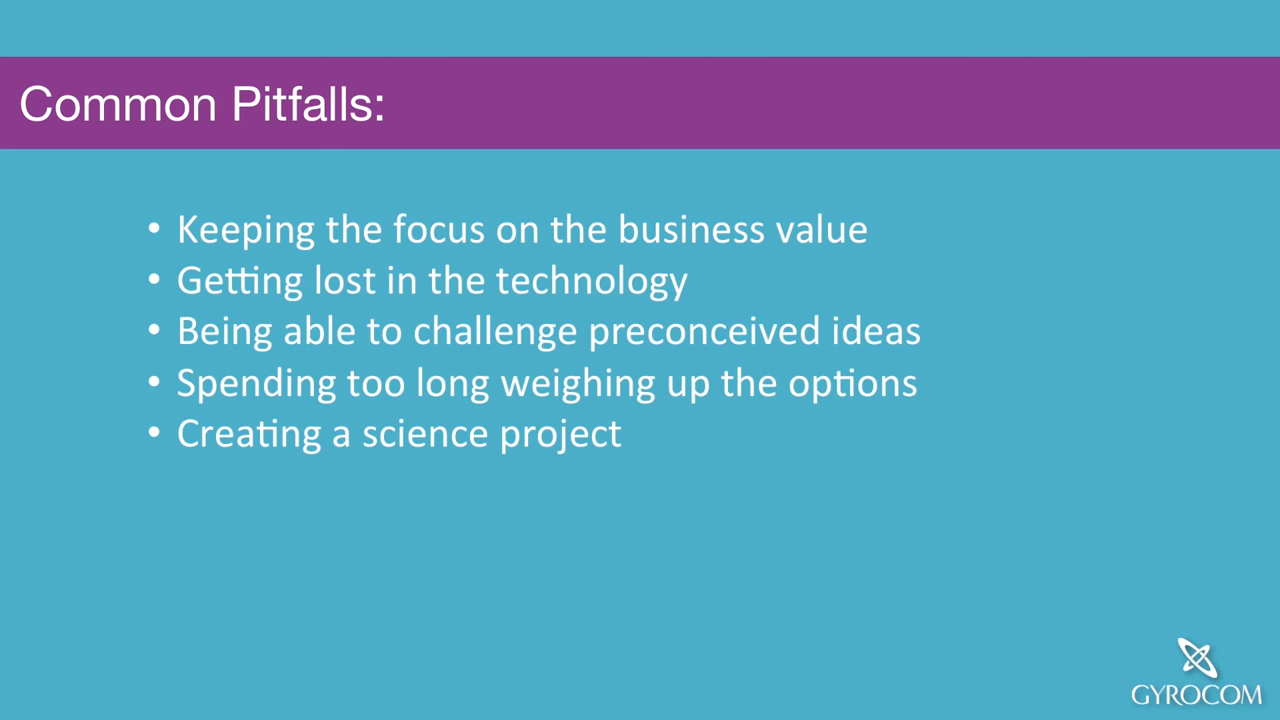 Common Pitfalls:
• Keeping the focus on the business value
• Getting lost in the technology
• Being able to challenge preconceived ideas
• Spending too long weighing up the options
• Creating a science project
GYROCOM